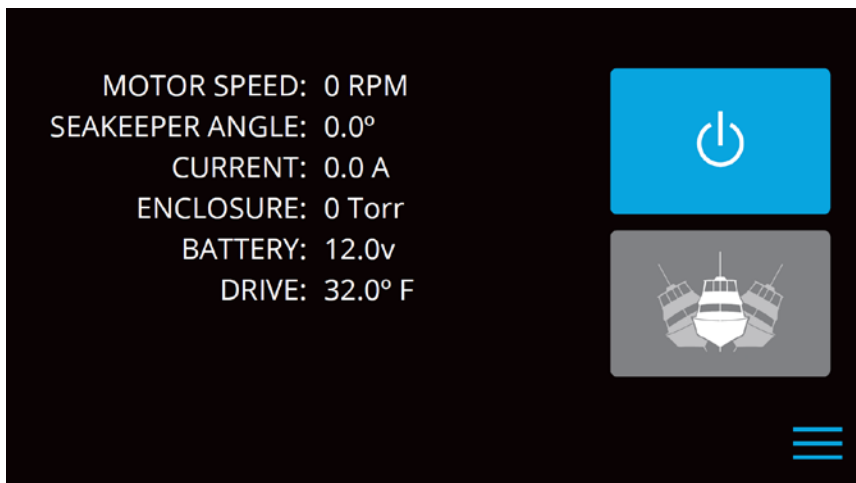 MOTOR SPEED: 0 RPM
SEAKEEPER ANGLE: 0.0º
CURRENT: 0.0 A
ENCLOSURE: 0 Torr
BATTERY: 12.0v
DRIVE: 32.0º F